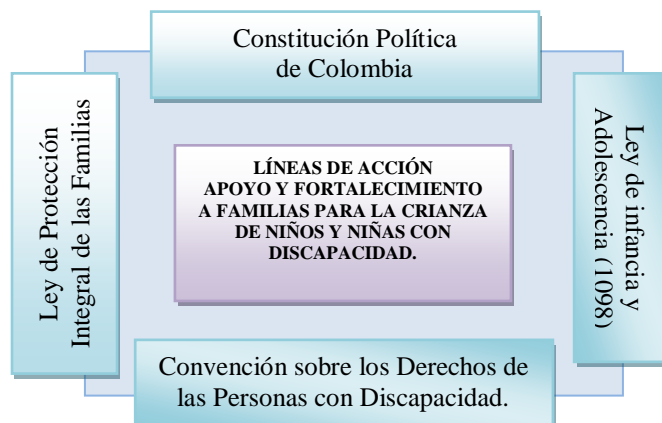 Constitución Política
de Colombia
Ley de Protección
Integral de las Familias
LÍNEAS DE ACCIÓN
APOYO Y FORTALECIMIENTO
A FAMILIAS PARA LA CRIANZA
DE NIÑOS Y NIÑAS CON
DISCAPACIDAD.
Ley de infancia y
Adolescencia (1098)
Convención sobre los Derechos de
las Personas con Discapacidad.